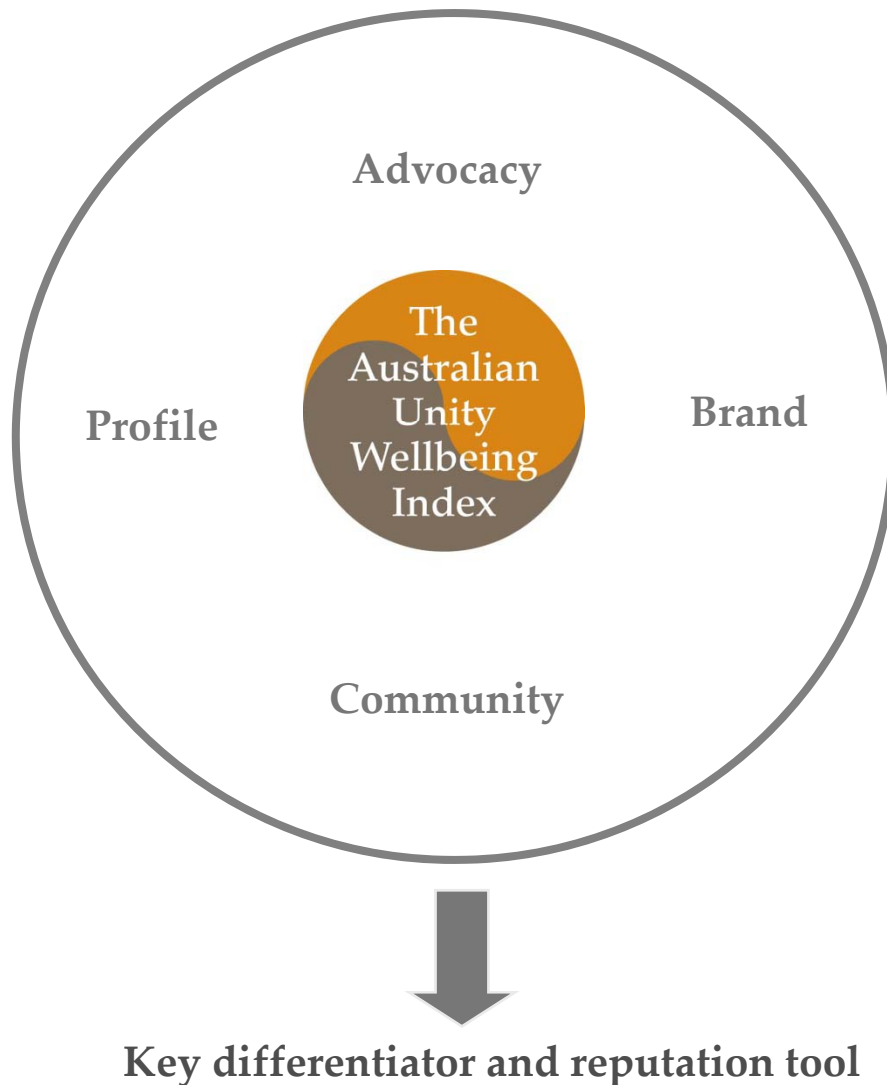 Advocacy
The
Australian
Unity
Wellbeing
Index
Profile
Brand
Community
Key differentiator and reputation tool